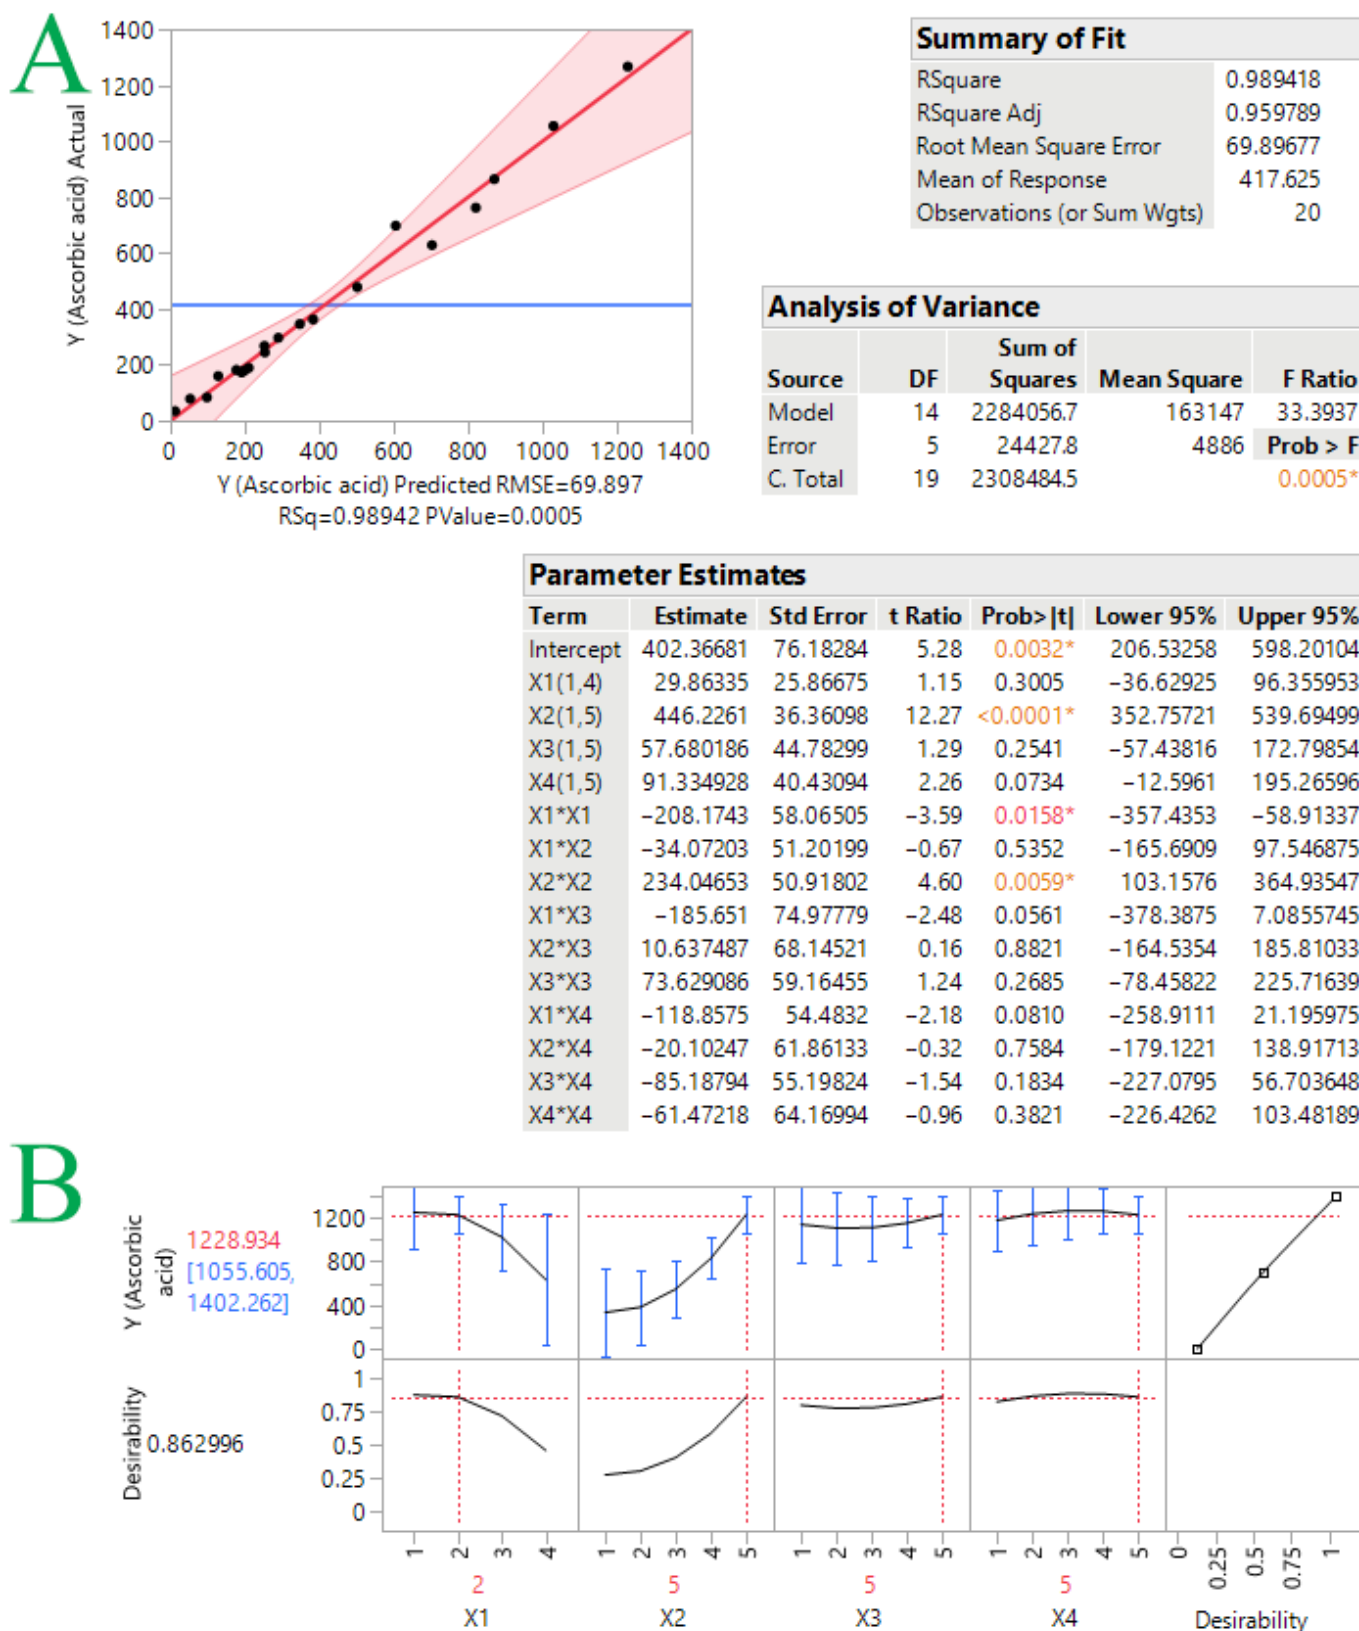 A
1400
1200
1000
800
600
400
200
0
Y (Ascorbic acid) Actual
0 200 400 600 800 1000 1200 1400
Y (Ascorbic acid) Predicted RMSE=69.897
RSq=0.98942 PValue=0.0005
Summary of Fit
RSquare 0.989418
RSquare Adj 0.959789
Root Mean Square Error 69.89677
Mean of Response 417.625
Observations (or Sum Wgts) 20
Analysis of Variance
Sum of
Source DF Squares Mean Square F Ratio
Model 14 2284056.7 163147 33.3937
Error 5 24427.8 4886 Prob > F
C. Total 19 2308484.5 0.0005*
Parameter Estimates
Term Estimate Std Error t Ratio Prob>|t| Lower 95% Upper 95%
Intercept 402.36681 76.18284 5.28 0.0032* 206.53258 598.20104
X1(1,4) 29.86335 25.86675 1.15 0.3005 −36.62925 96.355953
X2(1,5) 446.2261 36.36098 12.27 <0.0001* 352.75721 539.69499
X3(1,5) 57.680186 44.78299 1.29 0.2541 −57.43816 172.79854
X4(1,5) 91.334928 40.43094 2.26 0.0734 −12.5961 195.26596
X1*X1 −208.1743 58.06505 −3.59 0.0158* −357.4353 −58.91337
X1*X2 −34.07203 51.20199 −0.67 0.5352 −165.6909 97.546875
X2*X2 234.04653 50.91802 4.60 0.0059* 103.1576 364.93547
X1*X3 −185.651 74.97779 −2.48 0.0561 −378.3875 7.0855745
X2*X3 10.637487 68.14521 0.16 0.8821 −164.5354 185.81033
X3*X3 73.629086 59.16455 1.24 0.2685 −78.45822 225.71639
X1*X4 −118.8575 54.4832 −2.18 0.0810 −258.9111 21.195975
X2*X4 −20.10247 61.86133 −0.32 0.7584 −179.1221 138.91713
X3*X4 −85.18794 55.19824 −1.54 0.1834 −227.0795 56.703648
X4*X4 −61.47218 64.16994 −0.96 0.3821 −226.4262 103.48189
B
Y (Ascorbic
acid)
1228.934
[1055.605,
1402.262]
1200
800
400
0
Desirability
0.862996
1
0.75
0.5
0.25
0
1 2 3 4 1 2 3 4 5 1 2 3 4 5 1 2 3 4 5 0 0.25 0.5 0.75 1
2 5 5 5
X1 X2 X3 X4 Desirability